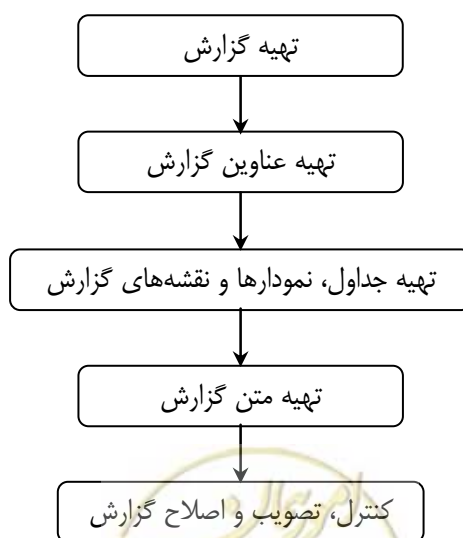 تهیه گزارش
تهیه عناوین گزارش
تهیه جداول، نمودارها و نقشه‌های گزارش
تهیه متن گزارش
کنترل، تصویب و اصلاح گزارش